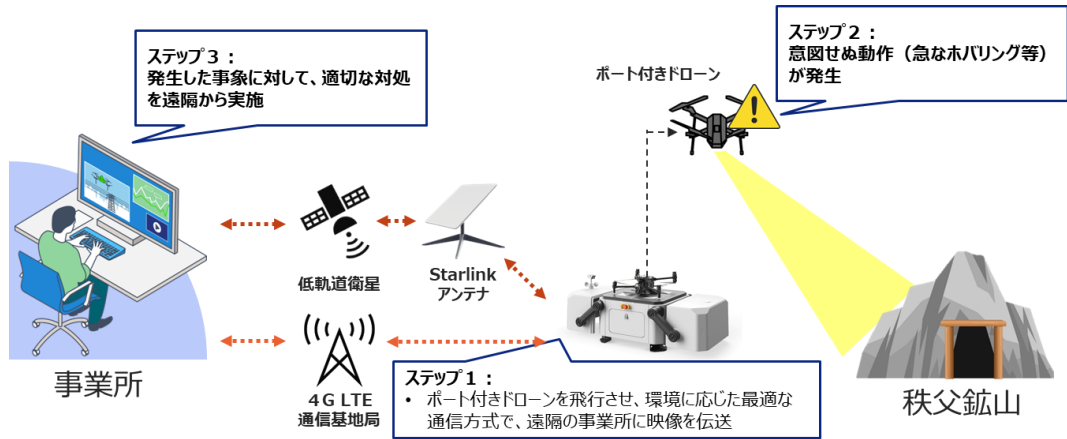 ステップ3：
発生した事象に対して、適切な対処
を遠隔から実施
ステップ2：
意図せぬ動作（急なホバリング等）
が発生
ポート付きドローン
低軌道衛星
Starlink
アンテナ
事業所
4G LTE
通信基地局
ステップ1：
• ポート付きドローンを飛行させ、環境に応じた最適な
通信方式で、遠隔の事業所に映像を伝送
秩父鉱山